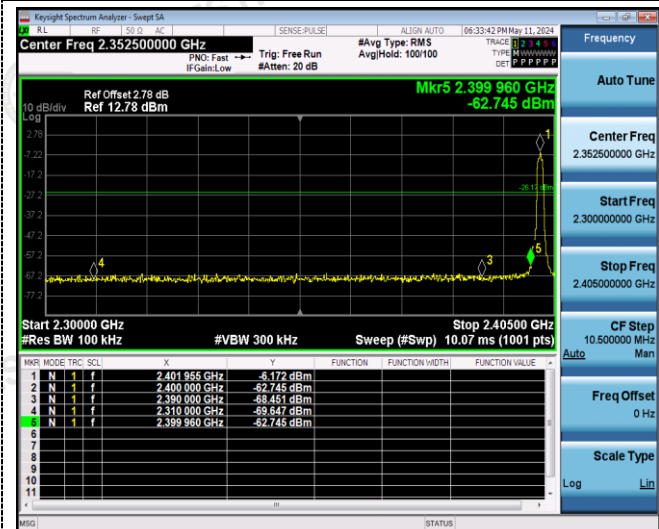 Keysight Spectrum Analyzer - Swept SA
RL RF 50 Ω AC SENSE:PULSE ALIGN AUTO 06:33:42 PM May 11, 2024
Center Freq 2.352500000 GHz
PNO: Fast
IFGain:Low
Trig: Free Run
#Atten: 20 dB
#Avg Type: RMS
Avg|Hold: 100/100
TRACE 1 2 3 4 5 6
TYPE M W W W W W
DET P P P P P P
Ref Offset 2.78 dB
10 dB/div Ref 12.78 dBm
Log
Mkr5 2.399 960 GHz
-62.745 dBm
2.78
-7.22
-17.2
-27.2
-37.2
-47.2
-57.2
-67.2
-77.2
-26.17 dBm
1
5
3
4
Start 2.30000 GHz Stop 2.40500 GHz
#Res BW 100 kHz #VBW 300 kHz Sweep (#Swp) 10.07 ms (1001 pts)
MKR MODE TRC SCL X Y FUNCTION FUNCTION WIDTH FUNCTION VALUE
1 N 1 f 2.401 955 GHz -6.172 dBm
2 N 1 f 2.400 000 GHz -62.745 dBm
3 N 1 f 2.390 000 GHz -68.451 dBm
4 N 1 f 2.310 000 GHz -69.647 dBm
5 N 1 f 2.399 960 GHz -62.745 dBm
6
7
8
9
10
11
MSG STATUS
Frequency
Auto Tune
Center Freq
2.352500000 GHz
Start Freq
2.300000000 GHz
Stop Freq
2.405000000 GHz
CF Step
10.500000 MHz
Auto Man
Freq Offset
0 Hz
Scale Type
Log Lin